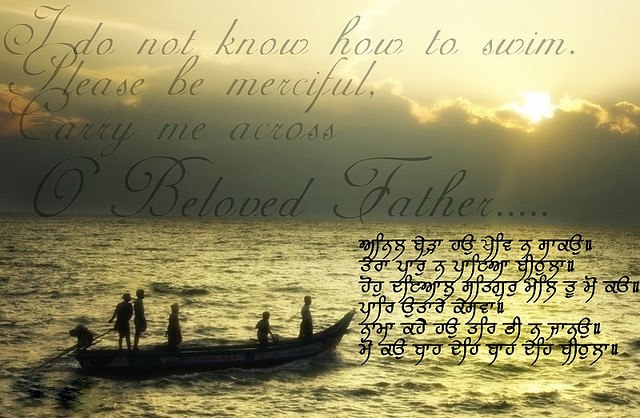 I do not know how to swim.
Please be merciful,
Carry me across
O Beloved Father.....
ਅਨਿਲ ਬੇੜਾ ਹਉ ਖੇਵਿ ਨ ਸਾਕਉ॥
ਤੇਰਾ ਪਾਰੁ ਨ ਪਾਇਆ ਬੀਠੁਲਾ॥
ਹੋਹੁ ਦਇਆਲੁ ਸਤਿਗੁਰੁ ਮੇਲਿ ਤੂ ਮੋ ਕਉ॥
ਪਾਰਿ ਉਤਾਰੇ ਕੇਸਵਾ॥
ਨਾਮਾ ਕਹੈ ਹਉ ਤਰਿ ਭੀ ਨ ਜਾਨਉ॥
ਮੋ ਕਉ ਬਾਹ ਦੇਹਿ ਬਾਹ ਦੇਹਿ ਬੀਠੁਲਾ॥